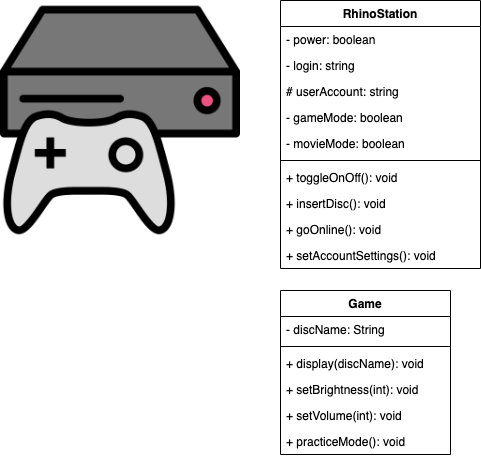 RhinoStation
- power: boolean
- login: string
# userAccount: string
- gameMode: boolean
- movieMode: boolean
+ toggleOnOff(): void
+ insertDisc(): void
+ goOnline(): void
+ setAccountSettings(): void
Game
- discName: String
+ display(discName): void
+ setBrightness(int): void
+ setVolume(int): void
+ practiceMode(): void